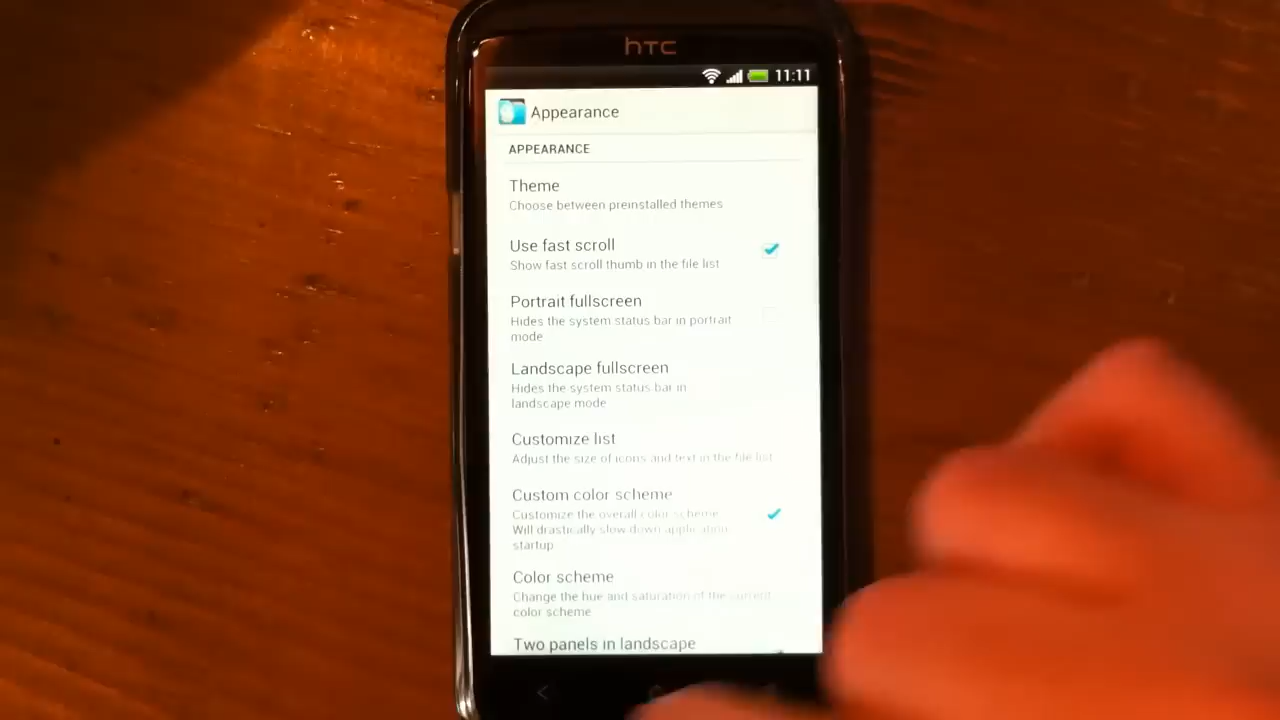 hTC
11:11
Appearance
APPEARANCE
Theme
Choose between preinstalled themes
Use fast scroll
Show fast scroll thumb in the file list
Portrait fullscreen
Hides the system status bar in portrait
mode
Landscape fullscreen
Hides the system status bar in
landscape mode
Customize list
Adjust the size of icons and text in the file list
Custom color scheme
Customize the overall color scheme.
Will drastically slow down application
startup.
Color scheme
Change the hue and saturation of the current
color scheme
Two panels in landscape